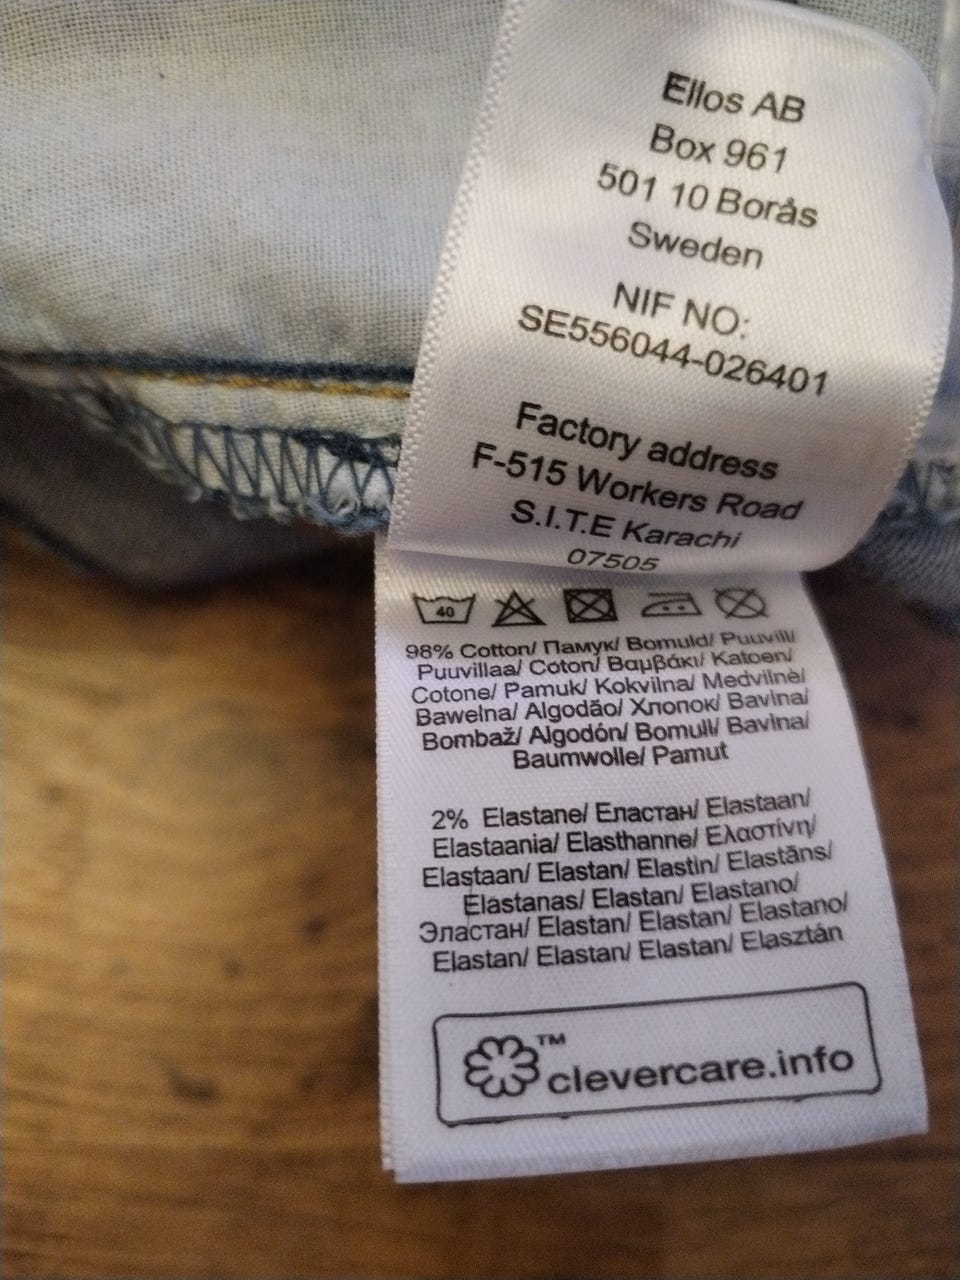 Ellos AB
Box 961
501 10 Borås
Sweden
NIF NO:
SE556044-026401
Factory address
F-515 Workers Road
S.I.T.E Karachi
07505
40
98% Cotton/ Памук/ Bomuld/ Puuvill/
Puuvillaa/ Coton/ Βαμβάκι/ Katoen/
Cotone/ Pamuk/ Kokvilna/ Medvilnė/
Bawelna/ Algodão/ Хлопок/ Bavlna/
Bombaž/ Algodón/ Bomull/ Bavlna/
Baumwolle/ Pamut
2% Elastane/ Еластан/ Elastaan/
Elastaania/ Elasthanne/ Ελαστίνη/
Elastaan/ Elastan/ Elastin/ Elastāns/
Elastanas/ Elastan/ Elastano/
Эластан/ Elastan/ Elastan/ Elastano/
Elastan/ Elastan/ Elastan/ Elasztán
™ clevercare.info